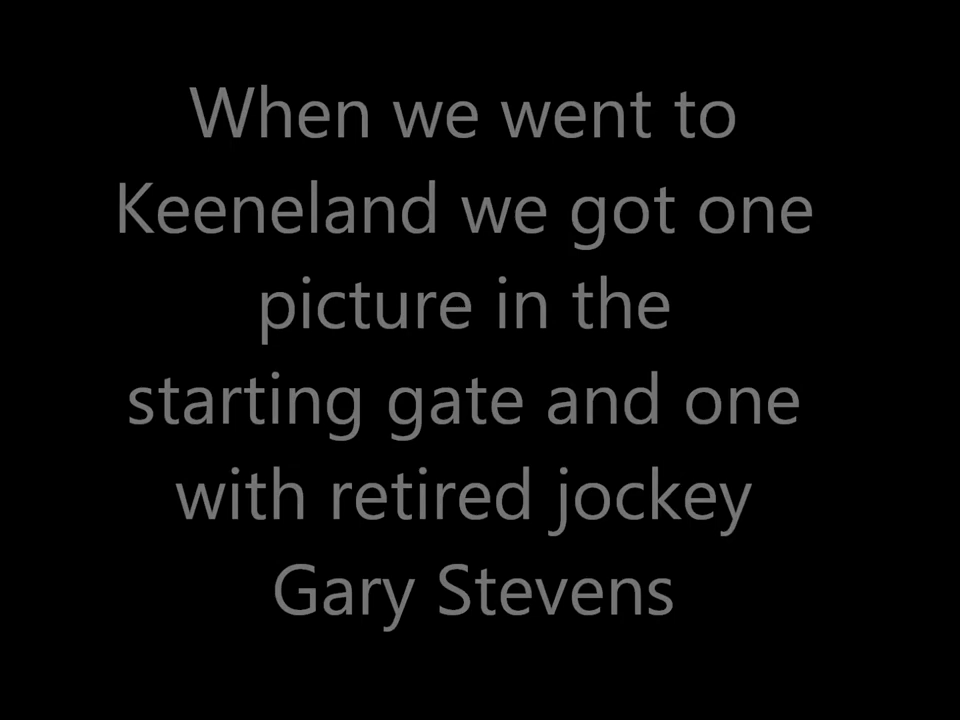 When we went to
Keeneland we got one
picture in the
starting gate and one
with retired jockey
Gary Stevens